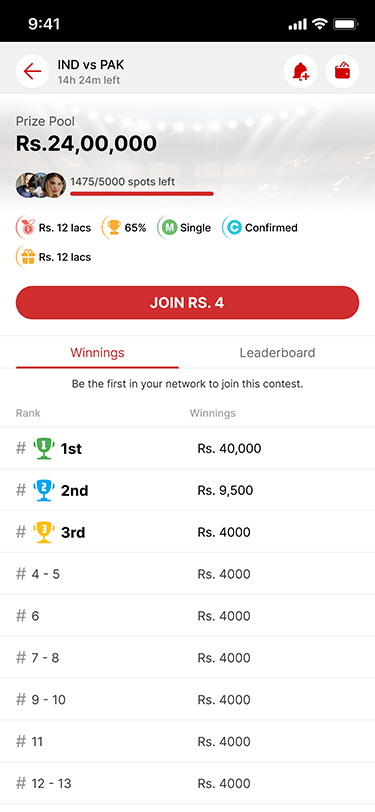 9:41
IND vs PAK
14h 24m left
Prize Pool
Rs.24,00,000
1475/5000 spots left
Rs. 12 lacs 65% M Single C Confirmed
Rs. 12 lacs
JOIN RS. 4
Winnings Leaderboard
Be the first in your network to join this contest.
Rank Winnings
# 1 1st Rs. 40,000
# 2 2nd Rs. 9,500
# 3 3rd Rs. 4000
# 4 - 5 Rs. 4000
# 6 Rs. 4000
# 7 - 8 Rs. 4000
# 9 - 10 Rs. 4000
# 11 Rs. 4000
# 12 - 13 Rs. 4000